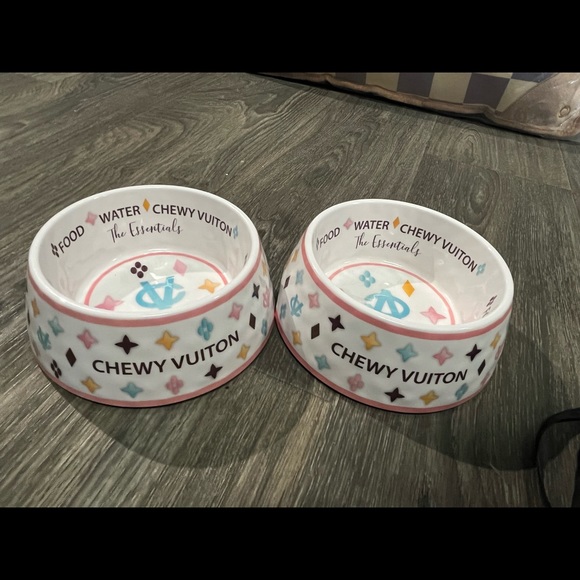 FOOD WATER CHEWY VUITON
The Essentials
CHEWY VUITON
FOOD WATER CHEWY VUITON
The Essentials
CHEWY VUITON